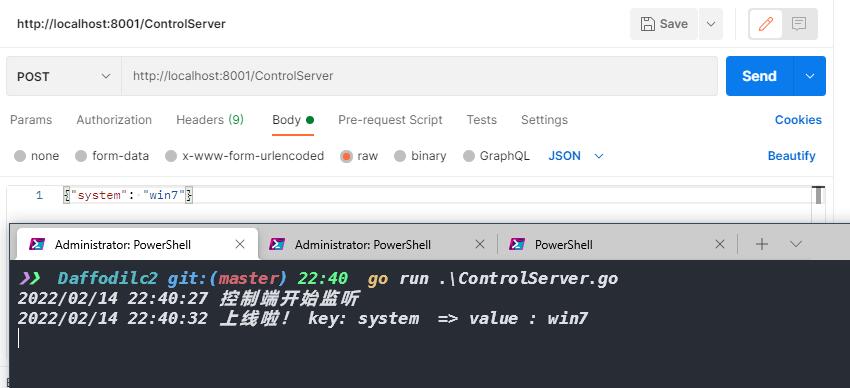 http://localhost:8001/ControlServer
Save
POST
http://localhost:8001/ControlServer
Send
Params Authorization Headers (9) Body Pre-request Script Tests Settings Cookies
none form-data x-www-form-urlencoded raw binary GraphQL JSON Beautify
1 {"system": "win7"}
Administrator: PowerShell Administrator: PowerShell PowerShell
❯❯ Daffodilc2 git:(master) 22:40 go run .\ControlServer.go
2022/02/14 22:40:27 控制端开始监听
2022/02/14 22:40:32 上线啦！ key: system => value : win7